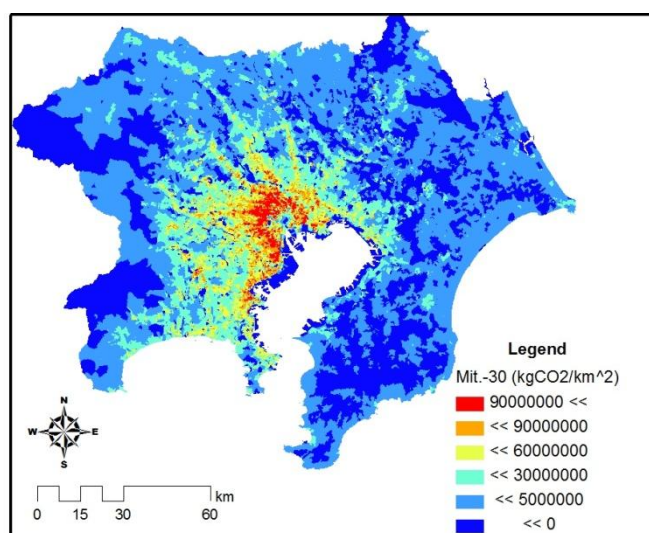 Legend
Mit.-30 (kgCO2/km^2)
90000000 <<
<< 90000000
<< 60000000
<< 30000000
<< 5000000
<< 0
N
W E
S
km
0 15 30 60